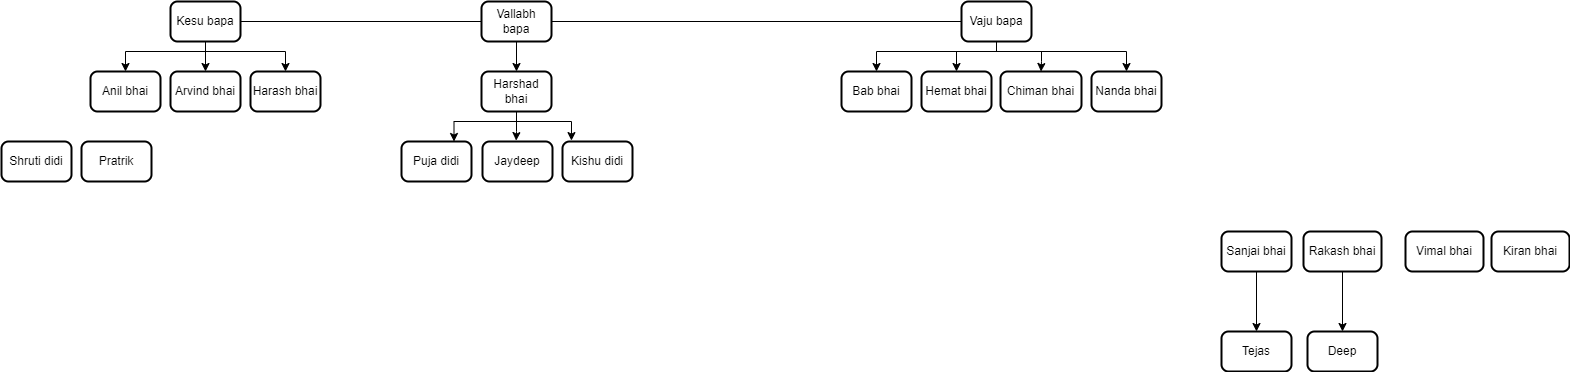 Kesu bapa
Vallabh
bapa
Vaju bapa
Anil bhai
Arvind bhai
Harash bhai
Harshad
bhai
Bab bhai
Hemat bhai
Chiman bhai
Nanda bhai
Shruti didi
Pratrik
Puja didi
Jaydeep
Kishu didi
Sanjai bhai
Rakash bhai
Vimal bhai
Kiran bhai
Tejas
Deep